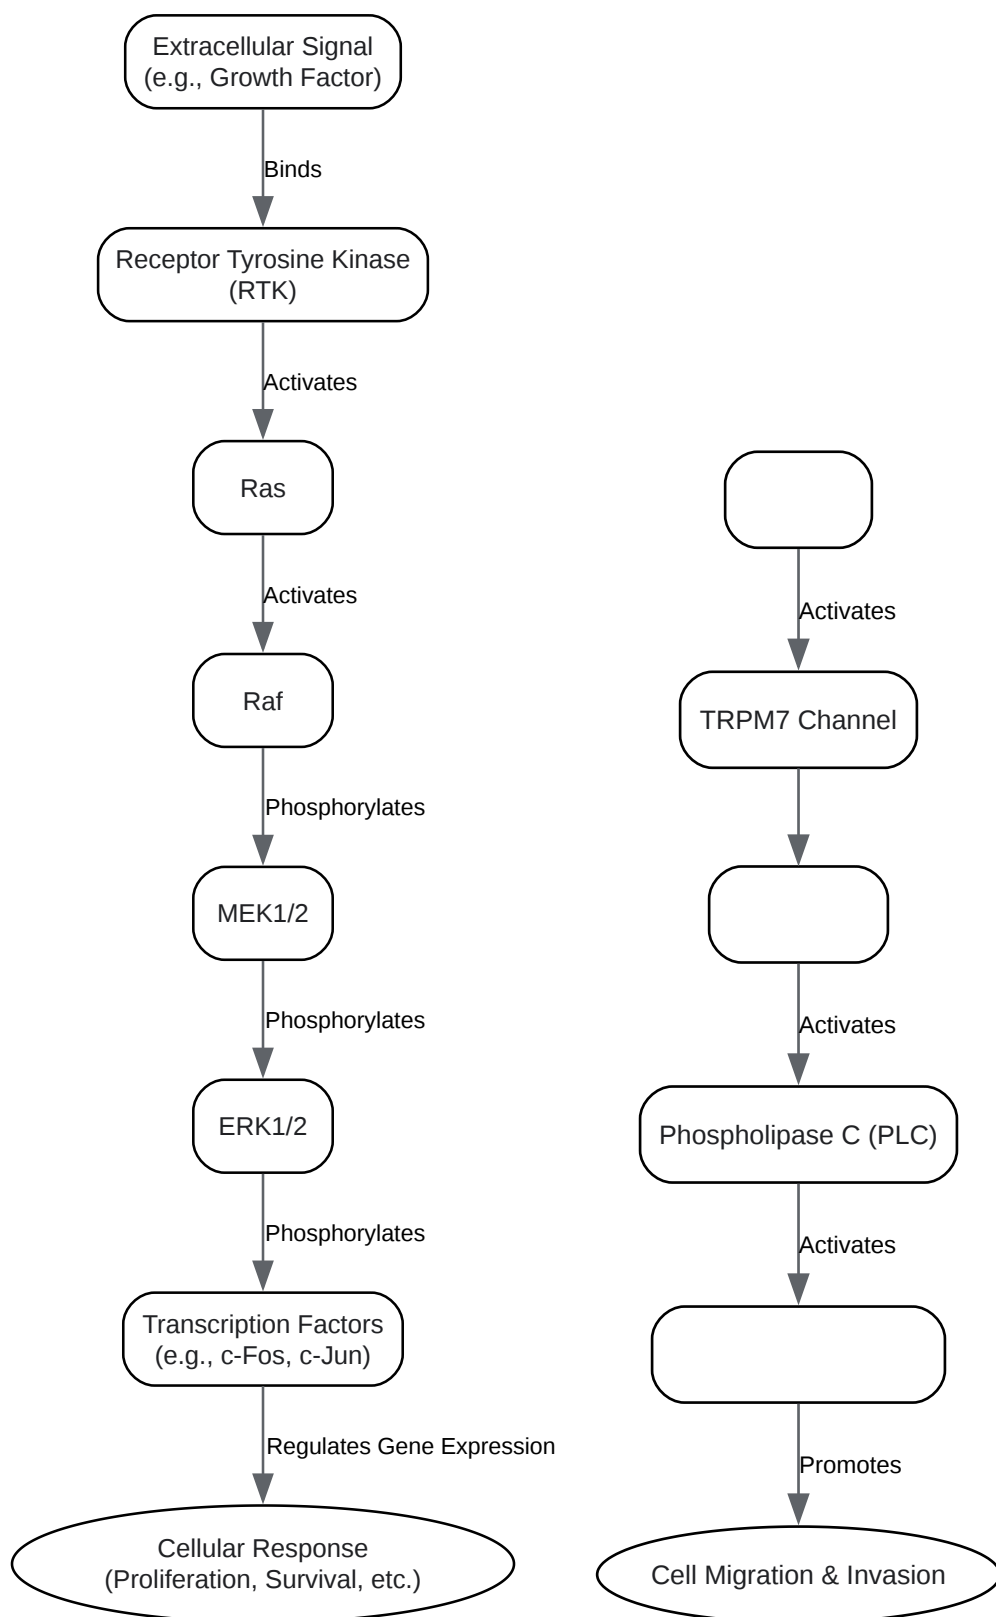 Extracellular Signal
(e.g., Growth Factor)
Binds
Receptor Tyrosine Kinase
(RTK)
Activates
Ras
Activates
Raf
Phosphorylates
MEK1/2
Phosphorylates
ERK1/2
Phosphorylates
Transcription Factors
(e.g., c-Fos, c-Jun)
Regulates Gene Expression
Cellular Response
(Proliferation, Survival, etc.)
Activates
TRPM7 Channel
Activates
Phospholipase C (PLC)
Activates
Promotes
Cell Migration & Invasion